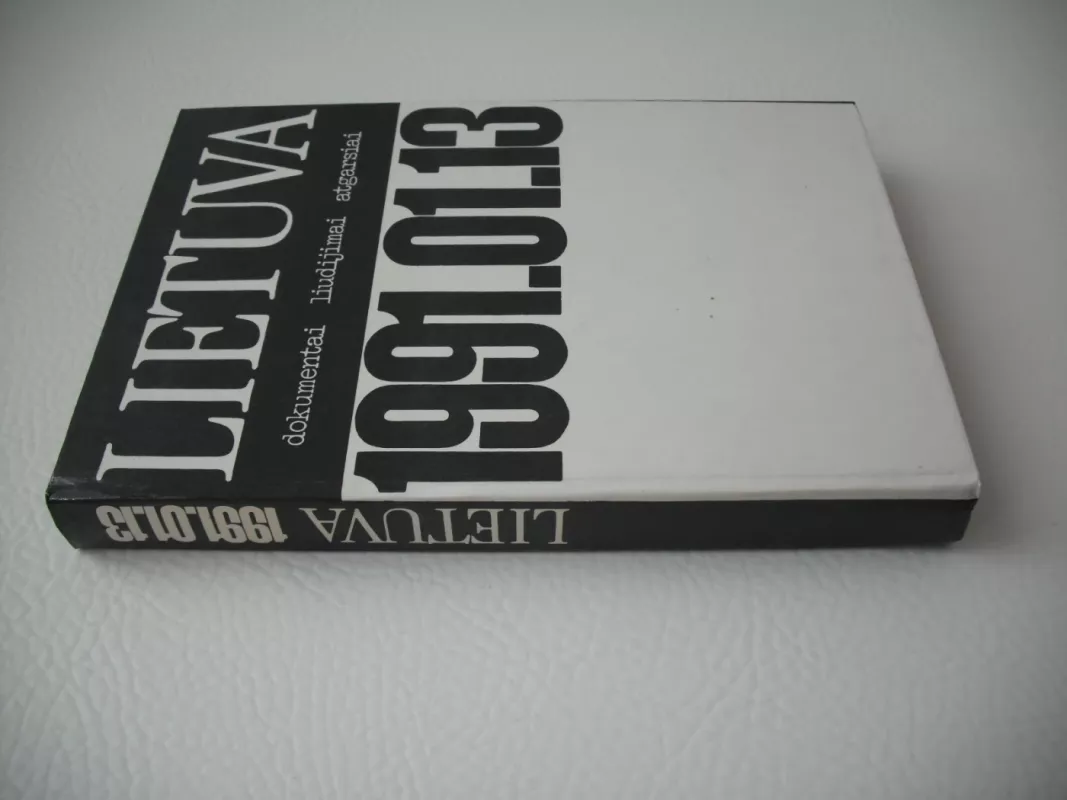 LIETUVA
dokumentai liudijimai atgarsiai
1991.01.13
LIETUVA 1991.01.13